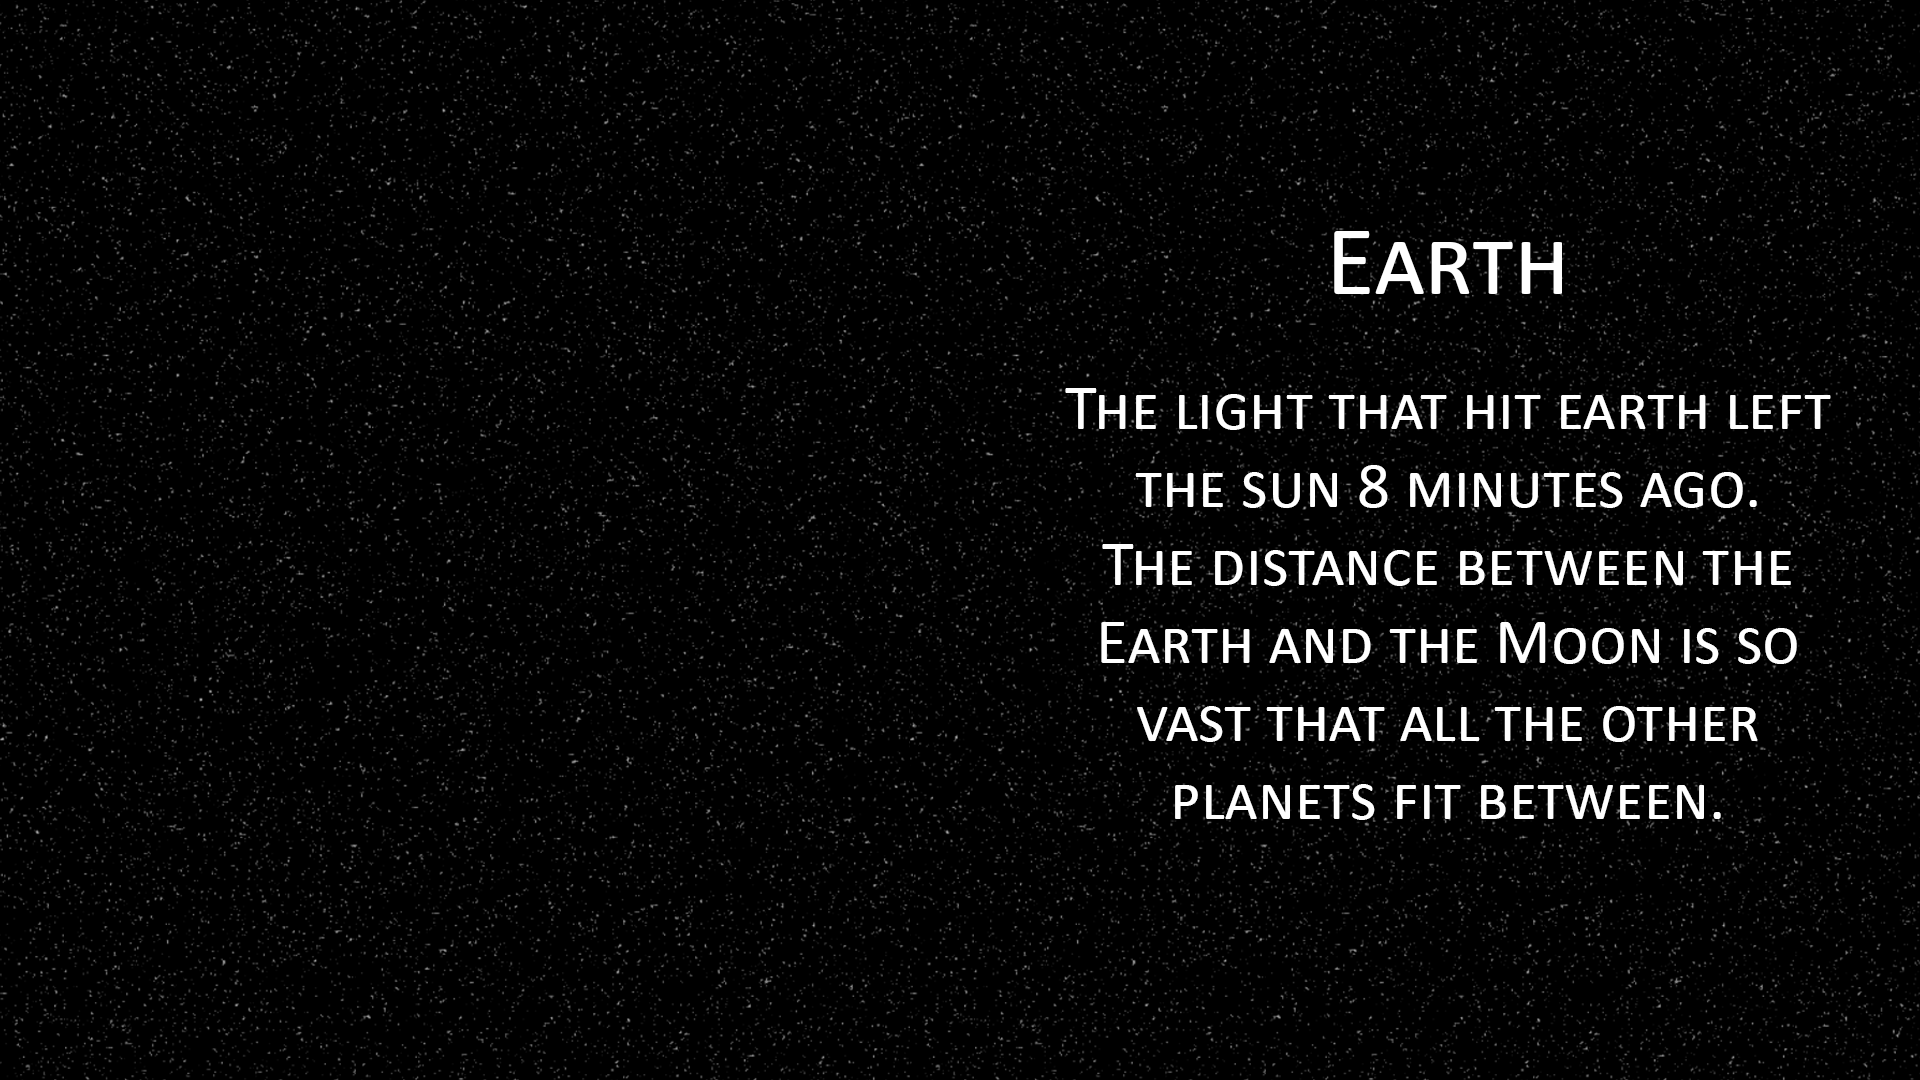 Earth
The light that hit earth left
the sun 8 minutes ago.
The distance between the
Earth and the Moon is so
vast that all the other
planets fit between.